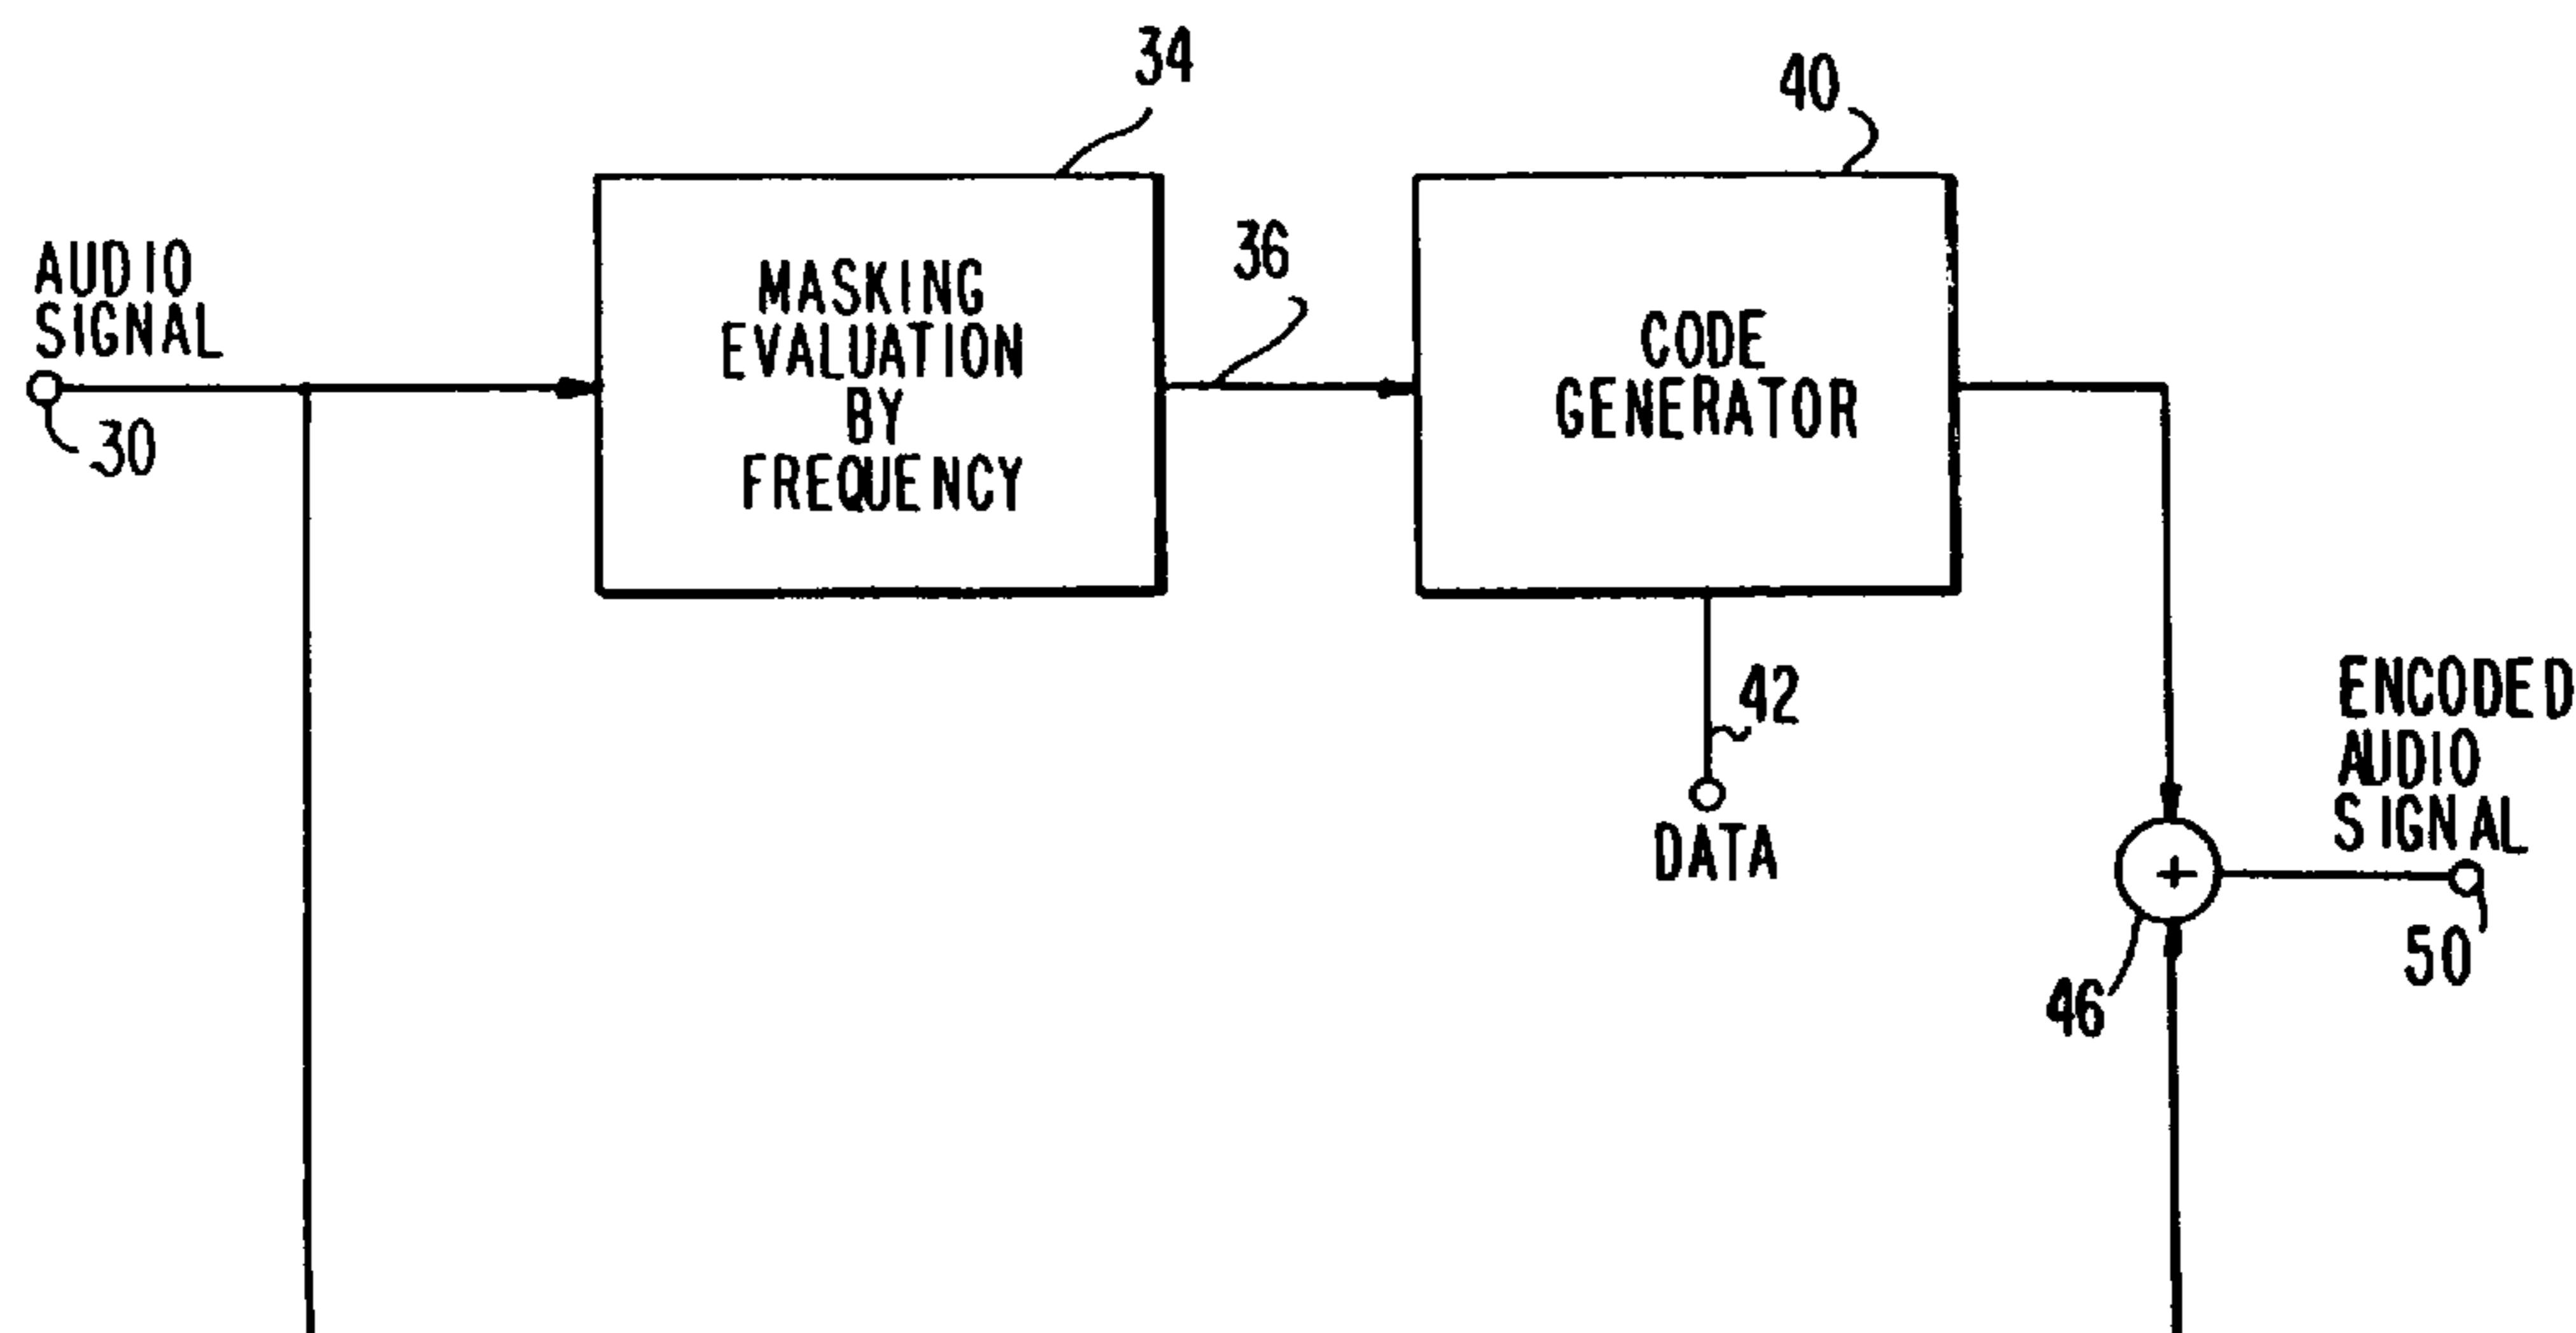 34
40
AUDIO
SIGNAL
30
MASKING
EVALUATION
BY
FREQUENCY
36
CODE
GENERATOR
42
DATA
ENCODED
AUDIO
SIGNAL
+
46
50